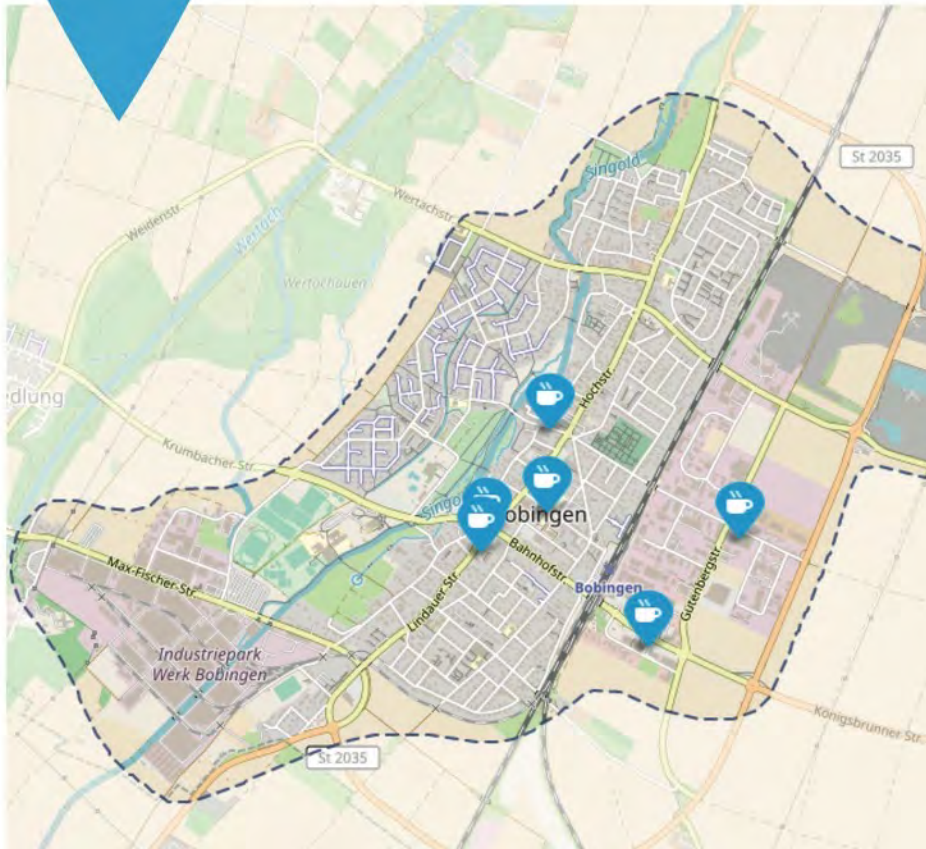 St 2035
Singold
Wertachstr.
Weidenstr.
Wertach
Wertachauen
edlung
Hochstr.
Krumbacher Str.
Singold
obingen
Bahnhofstr.
Gutenbergstr.
Max-Fischer-Str.
Lindauer Str.
Bobingen
Industriepark
Werk Bobingen
Königsbrunner Str.
St 2035